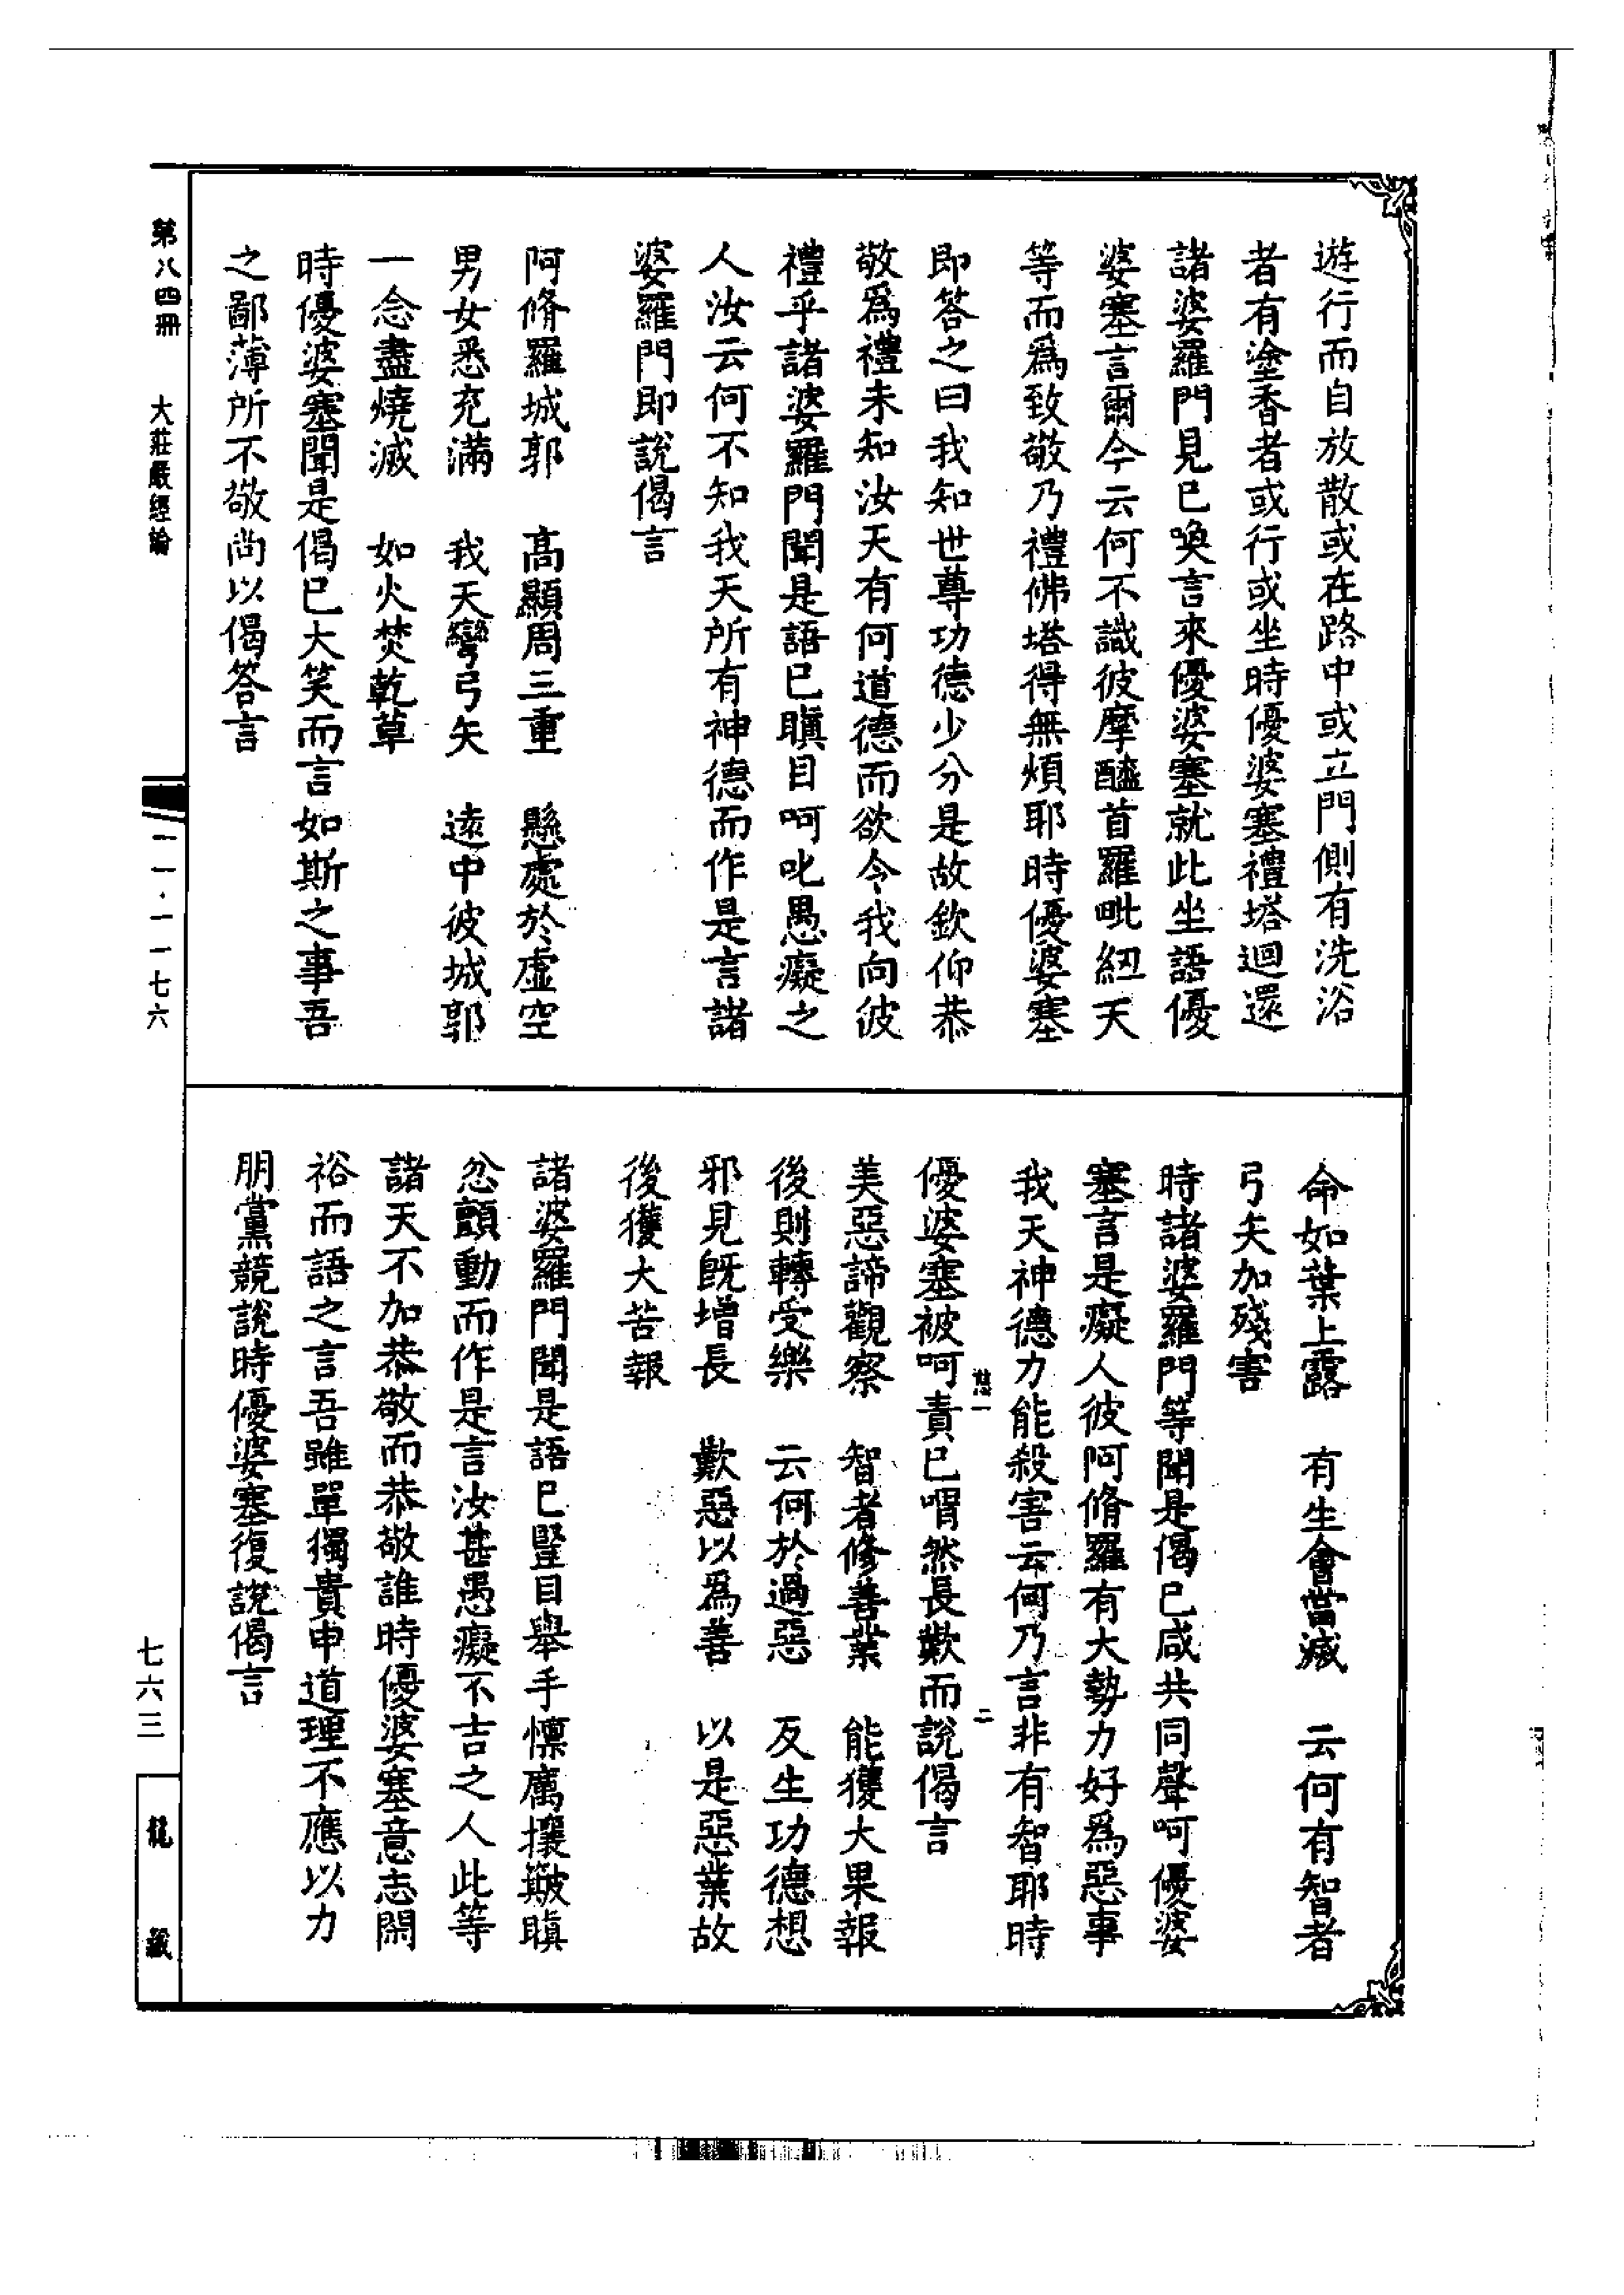 遊行而自放散或在路中或立門側有洗浴
者有塗香者或行或坐時優婆塞禮塔迴還
諸婆羅門見已喚言來優婆塞就此坐語優
婆塞言爾今云何不識彼摩醯首羅毗紐天
等而爲致敬乃禮佛塔得無煩耶時優婆塞
即答之曰我知世尊功德少分是故欽仰恭
敬爲禮未知汝天有何道德而欲令我向彼
禮乎諸婆羅門聞是語已瞋目呵叱愚癡之
人汝云何不知我天所有神德而作是言諸
婆羅門即說偈言
阿脩羅城郭　高顯周三重　懸處於虛空
男女悉充滿　我天彎弓矢　遠中彼城郭
一念盡燒滅　如火焚乾草
時優婆塞聞是偈已大笑而言如斯之事吾
之鄙薄所不敬尚以偈答言
命如葉上露　有生會當滅　云何有智者
弓矢加殘害
時諸婆羅門等聞是偈已咸共同聲呵優婆
塞言是癡人彼阿脩羅有大勢力好爲惡事
我天神德力能殺害云何乃言非有智耶時
優婆塞被呵責已喟然長歎而說偈言
美惡諦觀察　智者修善業　能獲大果報
後則轉受樂　云何於過惡　反生功德想
邪見既增長　歎惡以爲善　以是惡業故
後獲大苦報
諸婆羅門聞是語已豎目舉手懍厲攘皺瞋
忿顫動而作是言汝甚愚癡不吉之人此等
諸天不加恭敬而恭敬誰時優婆塞意志閑
裕而語之言吾雖單獨貴申道理不應以力
朋黨競說時優婆塞復說偈言
第八四冊　大莊嚴經論
一一·一一七六
七六三
龍藏